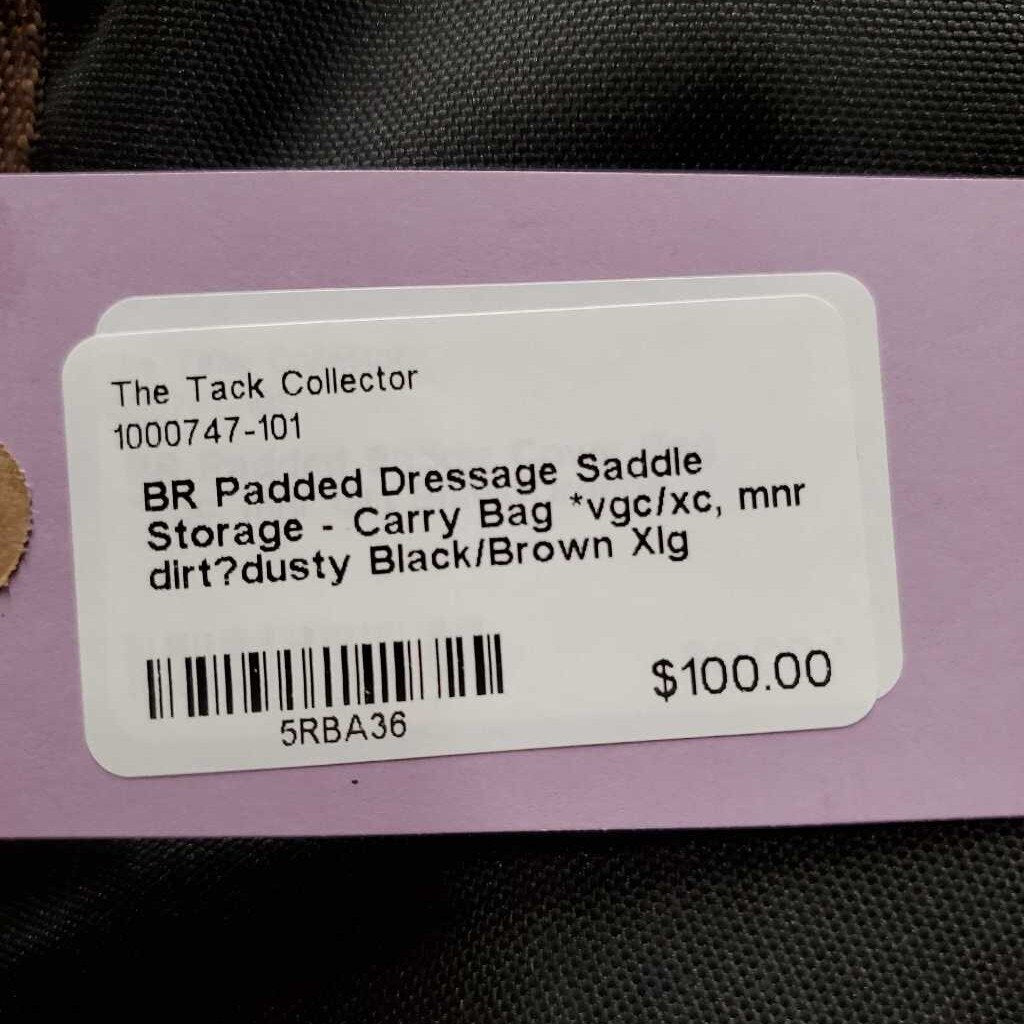 The Tack Collector
1000747-101
BR Padded Dressage Saddle
Storage - Carry Bag *vgc/xc, mnr
dirt?dusty Black/Brown Xlg
5RBA36
$100.00